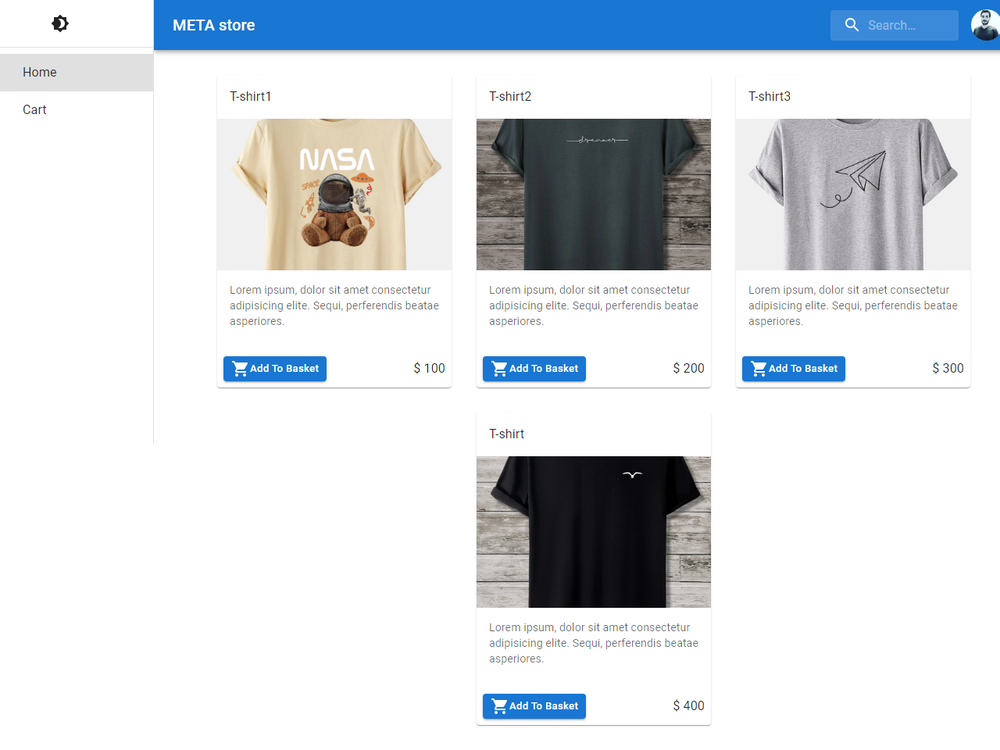 META store
Search...
Home
Cart
T-shirt1
T-shirt2
T-shirt3
NASA
SPACE
dreamer
Lorem ipsum, dolor sit amet consectetur
adipisicing elite. Sequi, perferendis beatae
asperiores.
Lorem ipsum, dolor sit amet consectetur
adipisicing elite. Sequi, perferendis beatae
asperiores.
Lorem ipsum, dolor sit amet consectetur
adipisicing elite. Sequi, perferendis beatae
asperiores.
Add To Basket
$ 100
Add To Basket
$ 200
Add To Basket
$ 300
T-shirt
Lorem ipsum, dolor sit amet consectetur
adipisicing elite. Sequi, perferendis beatae
asperiores.
Add To Basket
$ 400